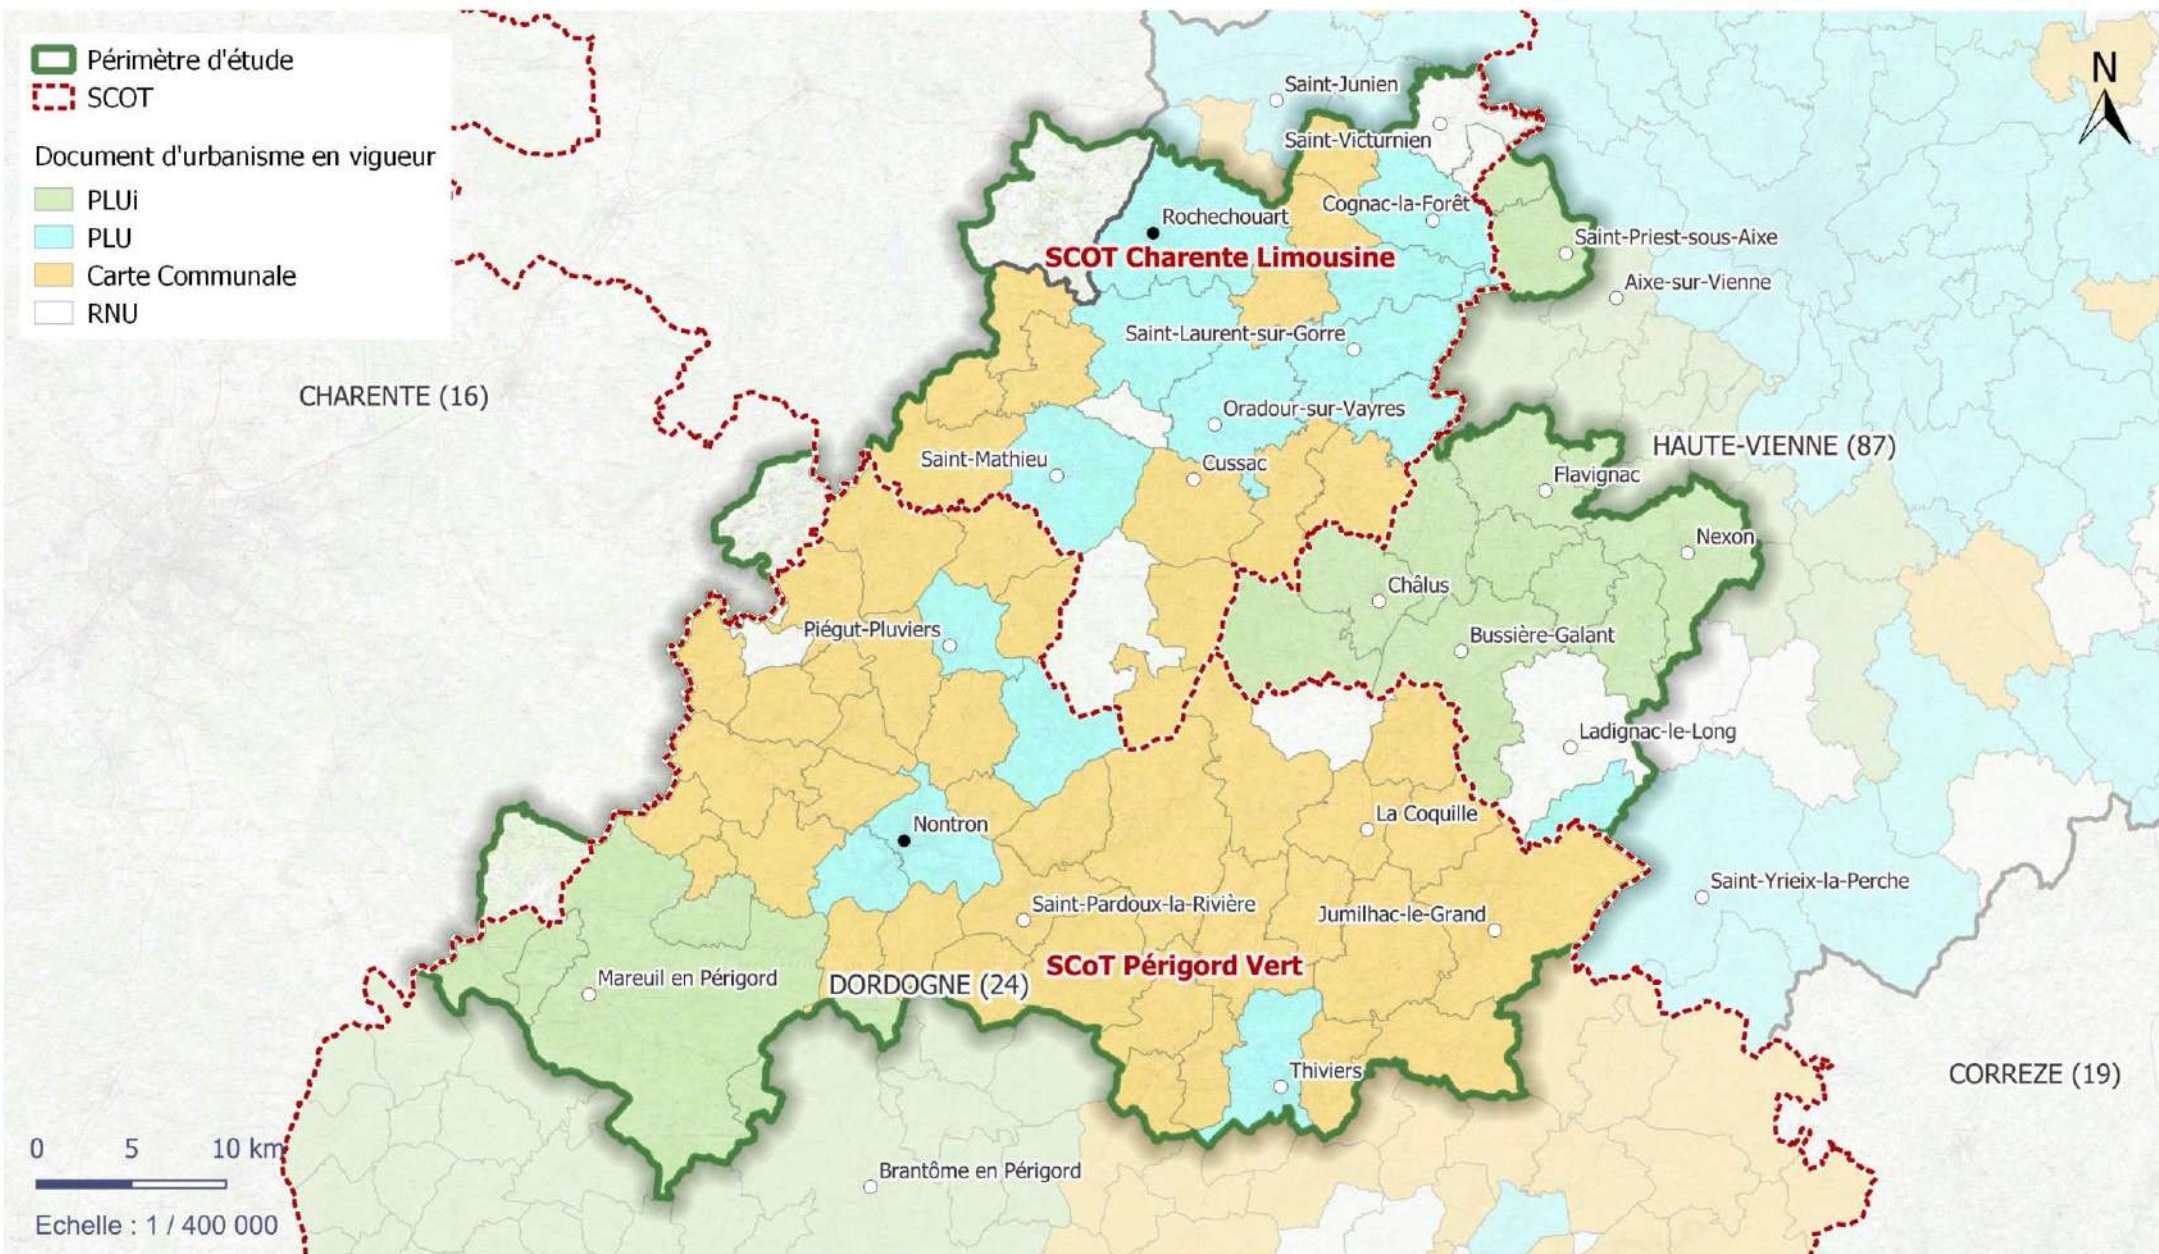 Périmètre d'étude
SCOT
Document d'urbanisme en vigueur
PLUi
PLU
Carte Communale
RNU
N
Saint-Junien
Saint-Victurnien
Rochechouart
Cognac-la-Forêt
SCOT Charente Limousine
Saint-Priest-sous-Aixe
Aixe-sur-Vienne
Saint-Laurent-sur-Gorre
CHARENTE (16)
Oradour-sur-Vayres
HAUTE-VIENNE (87)
Saint-Mathieu
Cussac
Flavignac
Nexon
Châlus
Piégut-Pluviers
Bussière-Galant
Ladignac-le-Long
La Coquille
Nontron
Saint-Yrieix-la-Perche
Saint-Pardoux-la-Rivière
Jumilhac-le-Grand
SCoT Périgord Vert
Mareuil en Périgord
DORDOGNE (24)
Thiviers
CORREZE (19)
Brantôme en Périgord
0 5 10 km
Echelle : 1 / 400 000